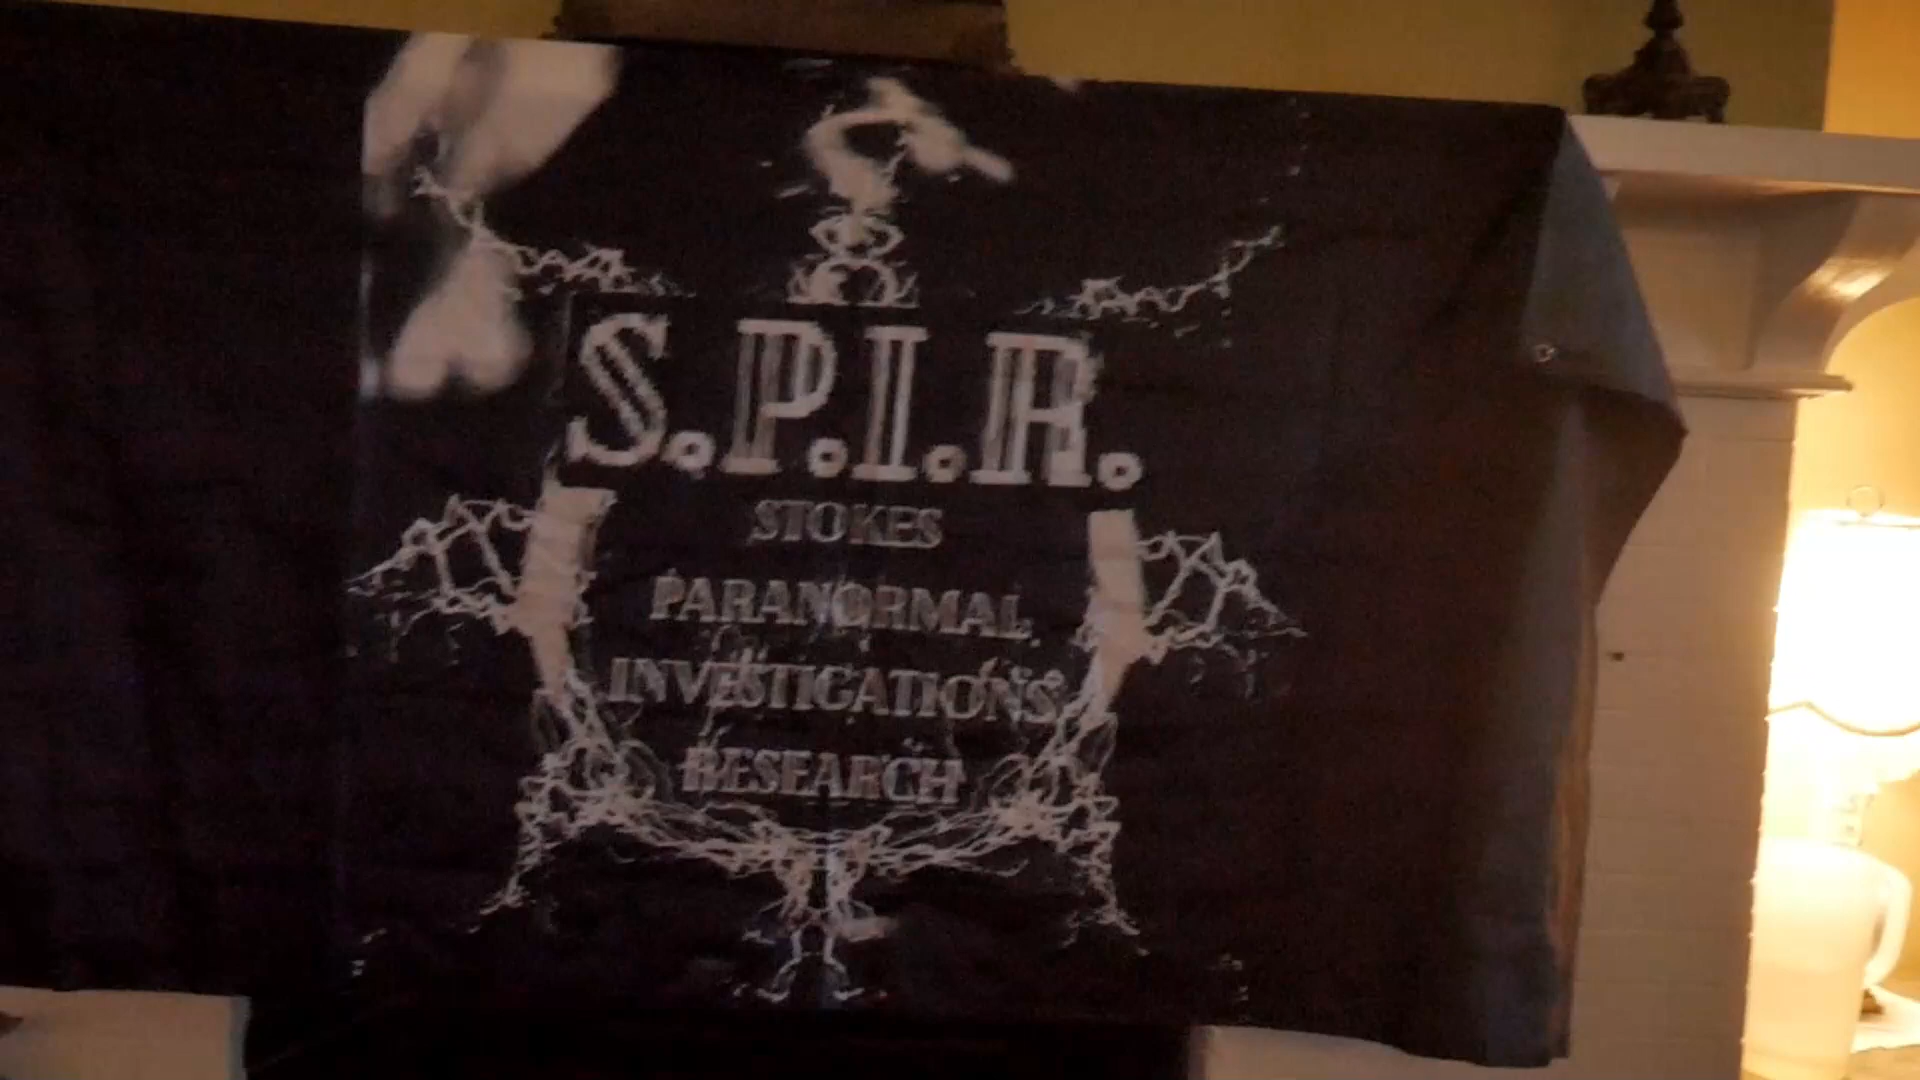 S.P.I.R.
STOKES
PARANORMAL
INVESTIGATIONS
RESEARCH